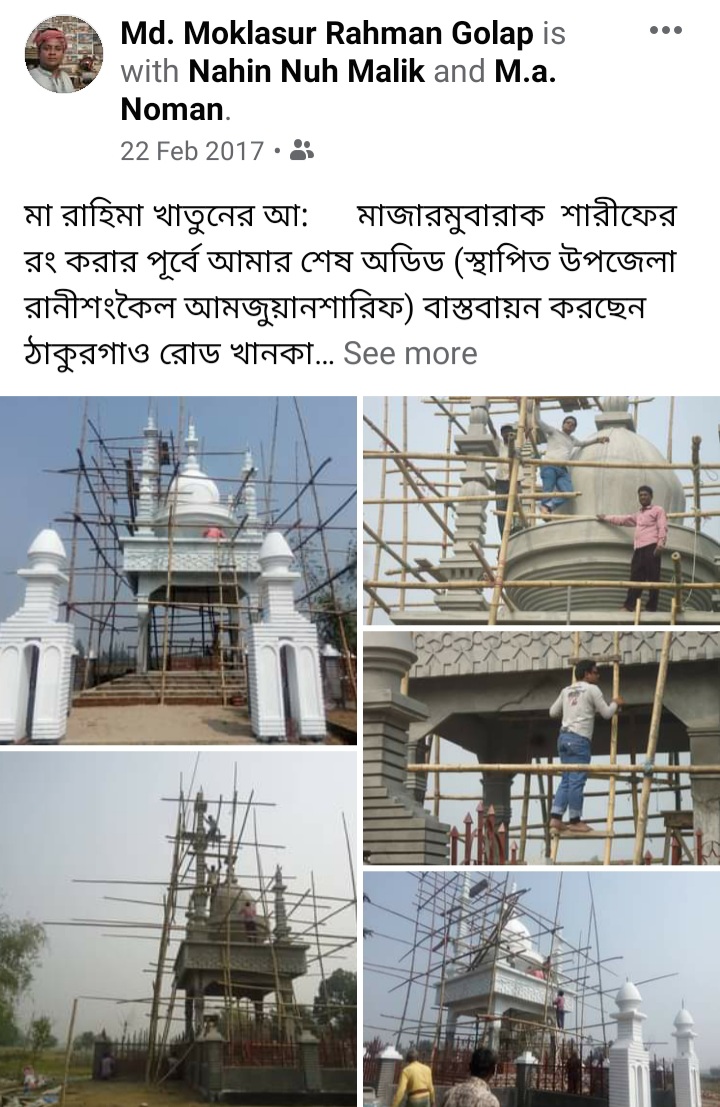 Md. Moklasur Rahman Golap is
with Nahin Nuh Malik and M.a.
Noman.
22 Feb 2017 •
মা রাহিমা খাতুনের আ: মাজারমুবারাক শারীফের
রং করার পূর্বে আমার শেষ অডিড (স্থাপিত উপজেলা
রানীশংকৈল আমজুয়ানশারিফ) বাস্তবায়ন করছেন
ঠাকুরগাও রোড খানকা... See more